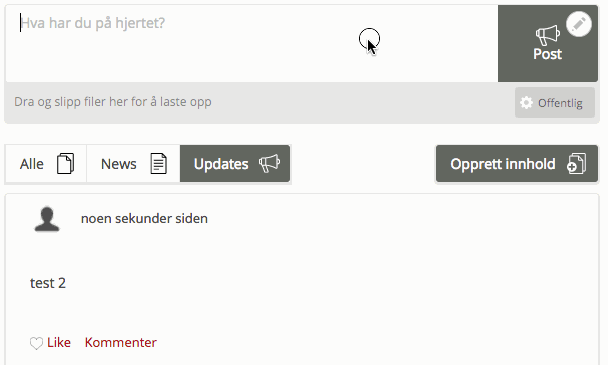 Hva har du på hjertet?
Post
Dra og slipp filer her for å laste opp
Offentlig
Alle
News
Updates
Opprett innhold
noen sekunder siden
test 2
Like
Kommenter